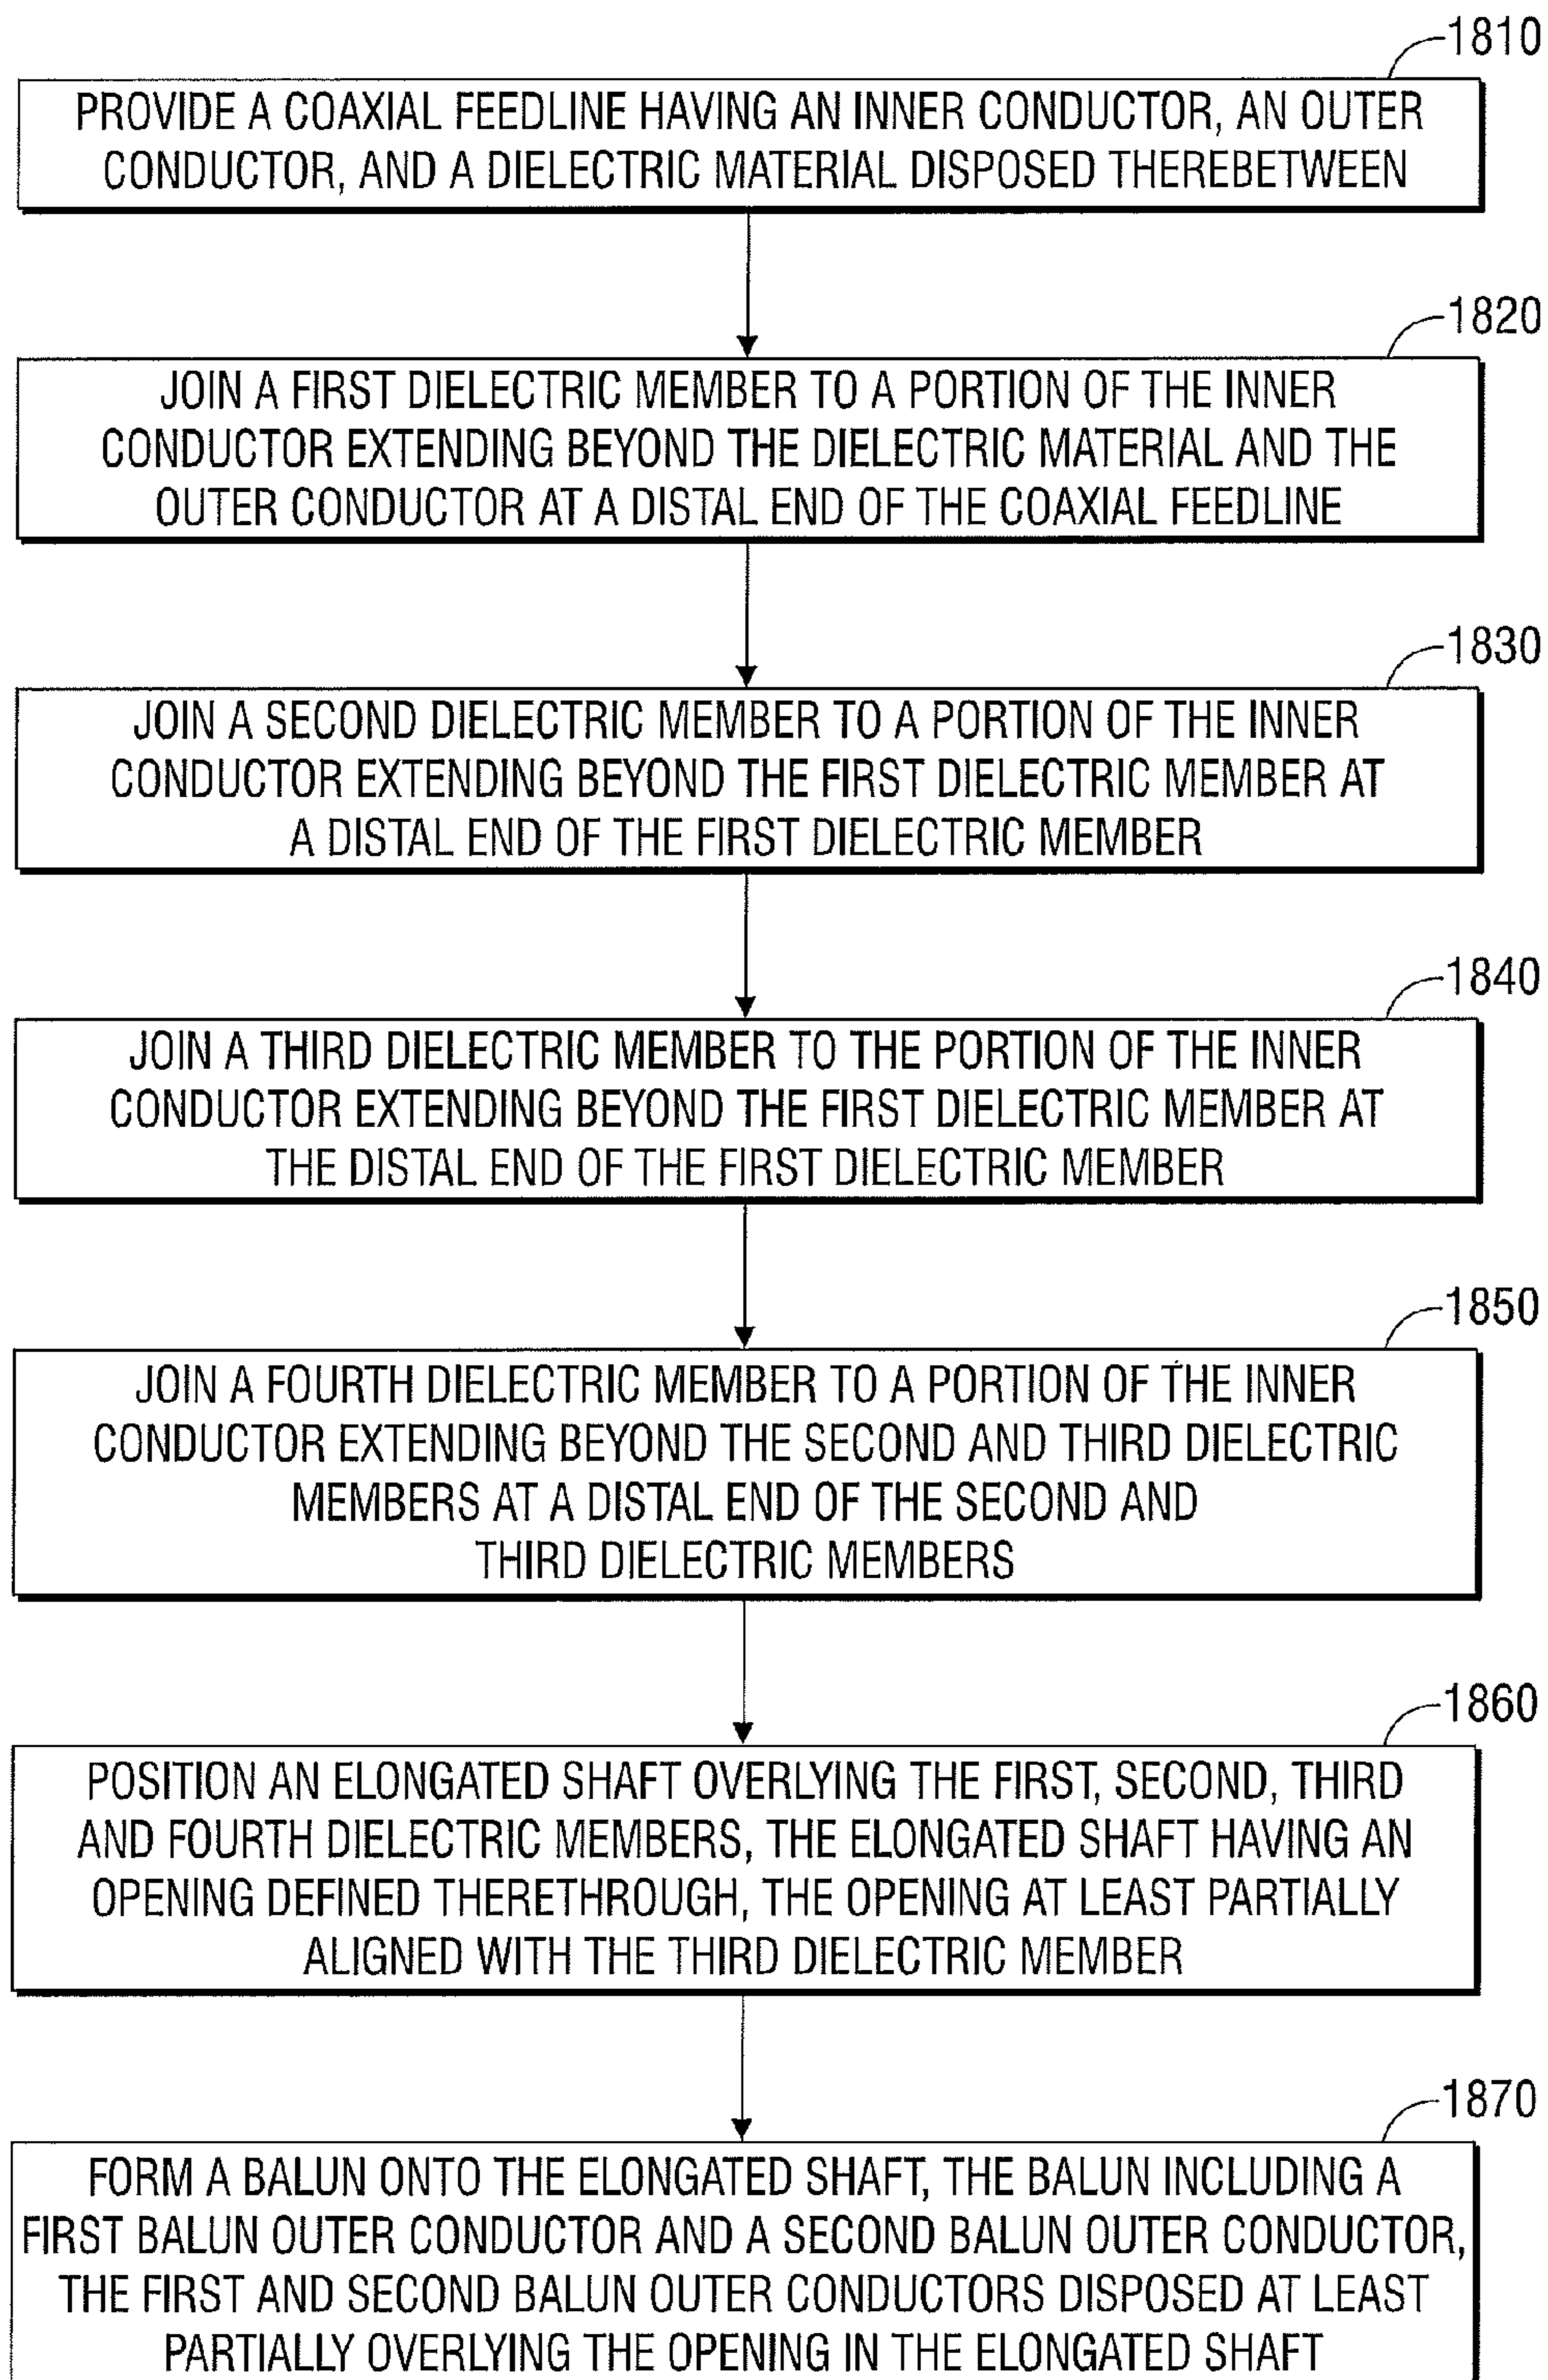 1810
PROVIDE A COAXIAL FEEDLINE HAVING AN INNER CONDUCTOR, AN OUTER
CONDUCTOR, AND A DIELECTRIC MATERIAL DISPOSED THEREBETWEEN
1820
JOIN A FIRST DIELECTRIC MEMBER TO A PORTION OF THE INNER
CONDUCTOR EXTENDING BEYOND THE DIELECTRIC MATERIAL AND THE
OUTER CONDUCTOR AT A DISTAL END OF THE COAXIAL FEEDLINE
1830
JOIN A SECOND DIELECTRIC MEMBER TO A PORTION OF THE INNER
CONDUCTOR EXTENDING BEYOND THE FIRST DIELECTRIC MEMBER AT
A DISTAL END OF THE FIRST DIELECTRIC MEMBER
1840
JOIN A THIRD DIELECTRIC MEMBER TO THE PORTION OF THE INNER
CONDUCTOR EXTENDING BEYOND THE FIRST DIELECTRIC MEMBER AT
THE DISTAL END OF THE FIRST DIELECTRIC MEMBER
1850
JOIN A FOURTH DIELECTRIC MEMBER TO A PORTION OF THE INNER
CONDUCTOR EXTENDING BEYOND THE SECOND AND THIRD DIELECTRIC
MEMBERS AT A DISTAL END OF THE SECOND AND
THIRD DIELECTRIC MEMBERS
1860
POSITION AN ELONGATED SHAFT OVERLYING THE FIRST, SECOND, THIRD
AND FOURTH DIELECTRIC MEMBERS, THE ELONGATED SHAFT HAVING AN
OPENING DEFINED THERETHROUGH, THE OPENING AT LEAST PARTIALLY
ALIGNED WITH THE THIRD DIELECTRIC MEMBER
1870
FORM A BALUN ONTO THE ELONGATED SHAFT, THE BALUN INCLUDING A
FIRST BALUN OUTER CONDUCTOR AND A SECOND BALUN OUTER CONDUCTOR,
THE FIRST AND SECOND BALUN OUTER CONDUCTORS DISPOSED AT LEAST
PARTIALLY OVERLYING THE OPENING IN THE ELONGATED SHAFT